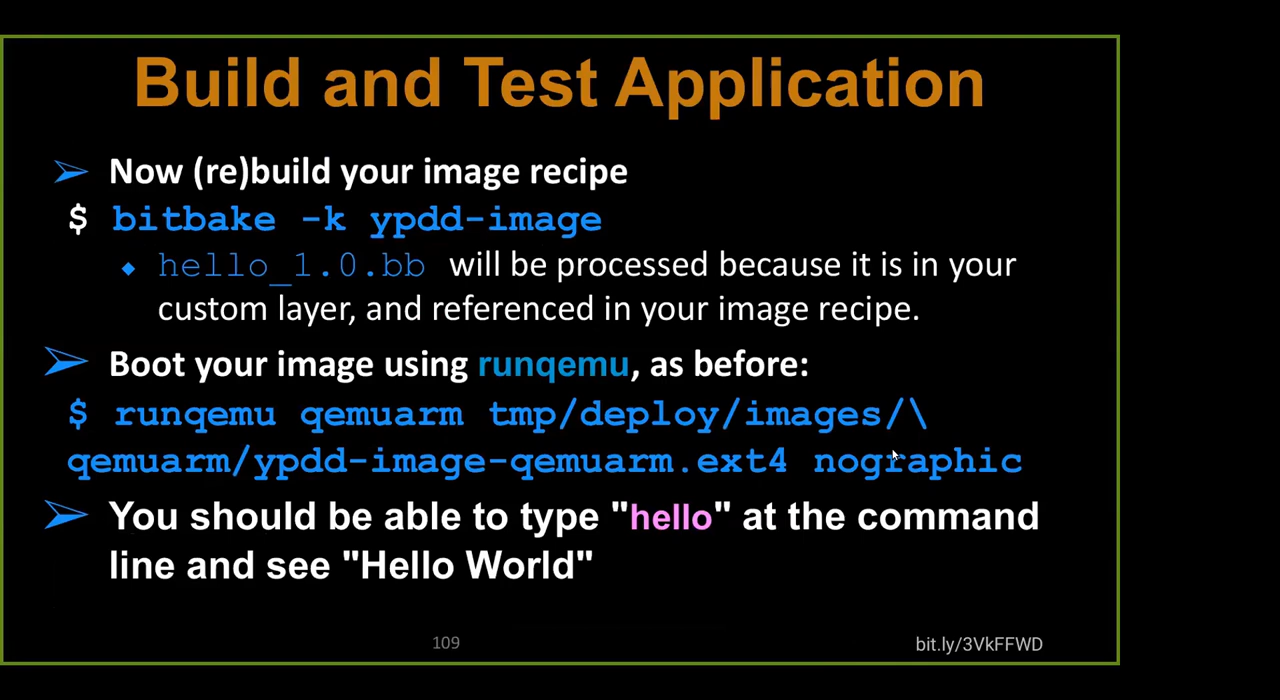 Build and Test Application
➢ Now (re)build your image recipe
$ bitbake -k ypdd-image
◆ hello_1.0.bb will be processed because it is in your
custom layer, and referenced in your image recipe.
➢ Boot your image using runqemu, as before:
$ runqemu qemuarm tmp/deploy/images/\
qemuarm/ypdd-image-qemuarm.ext4 nographic
➢ You should be able to type "hello" at the command
line and see "Hello World"
109
bit.ly/3VkFFWD